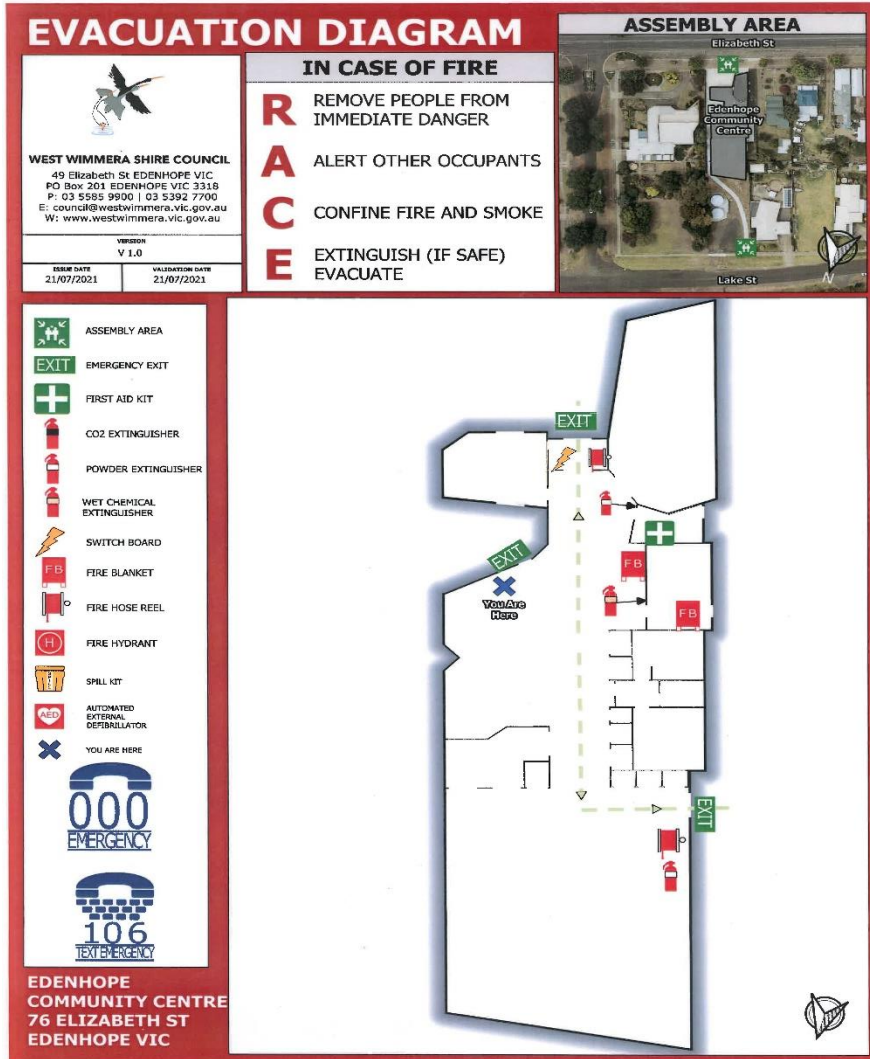 EVACUATION DIAGRAM
WEST WIMMERA SHIRE COUNCIL
49 Elizabeth St EDENHOPE VIC
PO Box 201 EDENHOPE VIC 3318
P: 03 5585 9900 | 03 5392 7700
E: council@westwimmera.vic.gov.au
W: www.westwimmera.vic.gov.au
VERSION
V 1.0
ISSUE DATE
21/07/2021
VALIDATION DATE
21/07/2021
IN CASE OF FIRE
R REMOVE PEOPLE FROM
IMMEDIATE DANGER
A ALERT OTHER OCCUPANTS
C CONFINE FIRE AND SMOKE
E EXTINGUISH (IF SAFE)
EVACUATE
ASSEMBLY AREA
Elizabeth St
Edenhope
Community
Centre
Lake St
N
ASSEMBLY AREA
EXIT EMERGENCY EXIT
FIRST AID KIT
CO2 EXTINGUISHER
POWDER EXTINGUISHER
WET CHEMICAL
EXTINGUISHER
SWITCH BOARD
FB FIRE BLANKET
FIRE HOSE REEL
H FIRE HYDRANT
SPILL KIT
AED AUTOMATED
EXTERNAL
DEFIBRILLATOR
YOU ARE HERE
000
EMERGENCY
106
TEXT EMERGENCY
EXIT
EXIT
You Are
Here
FB
FB
EXIT
EDENHOPE
COMMUNITY CENTRE
76 ELIZABETH ST
EDENHOPE VIC